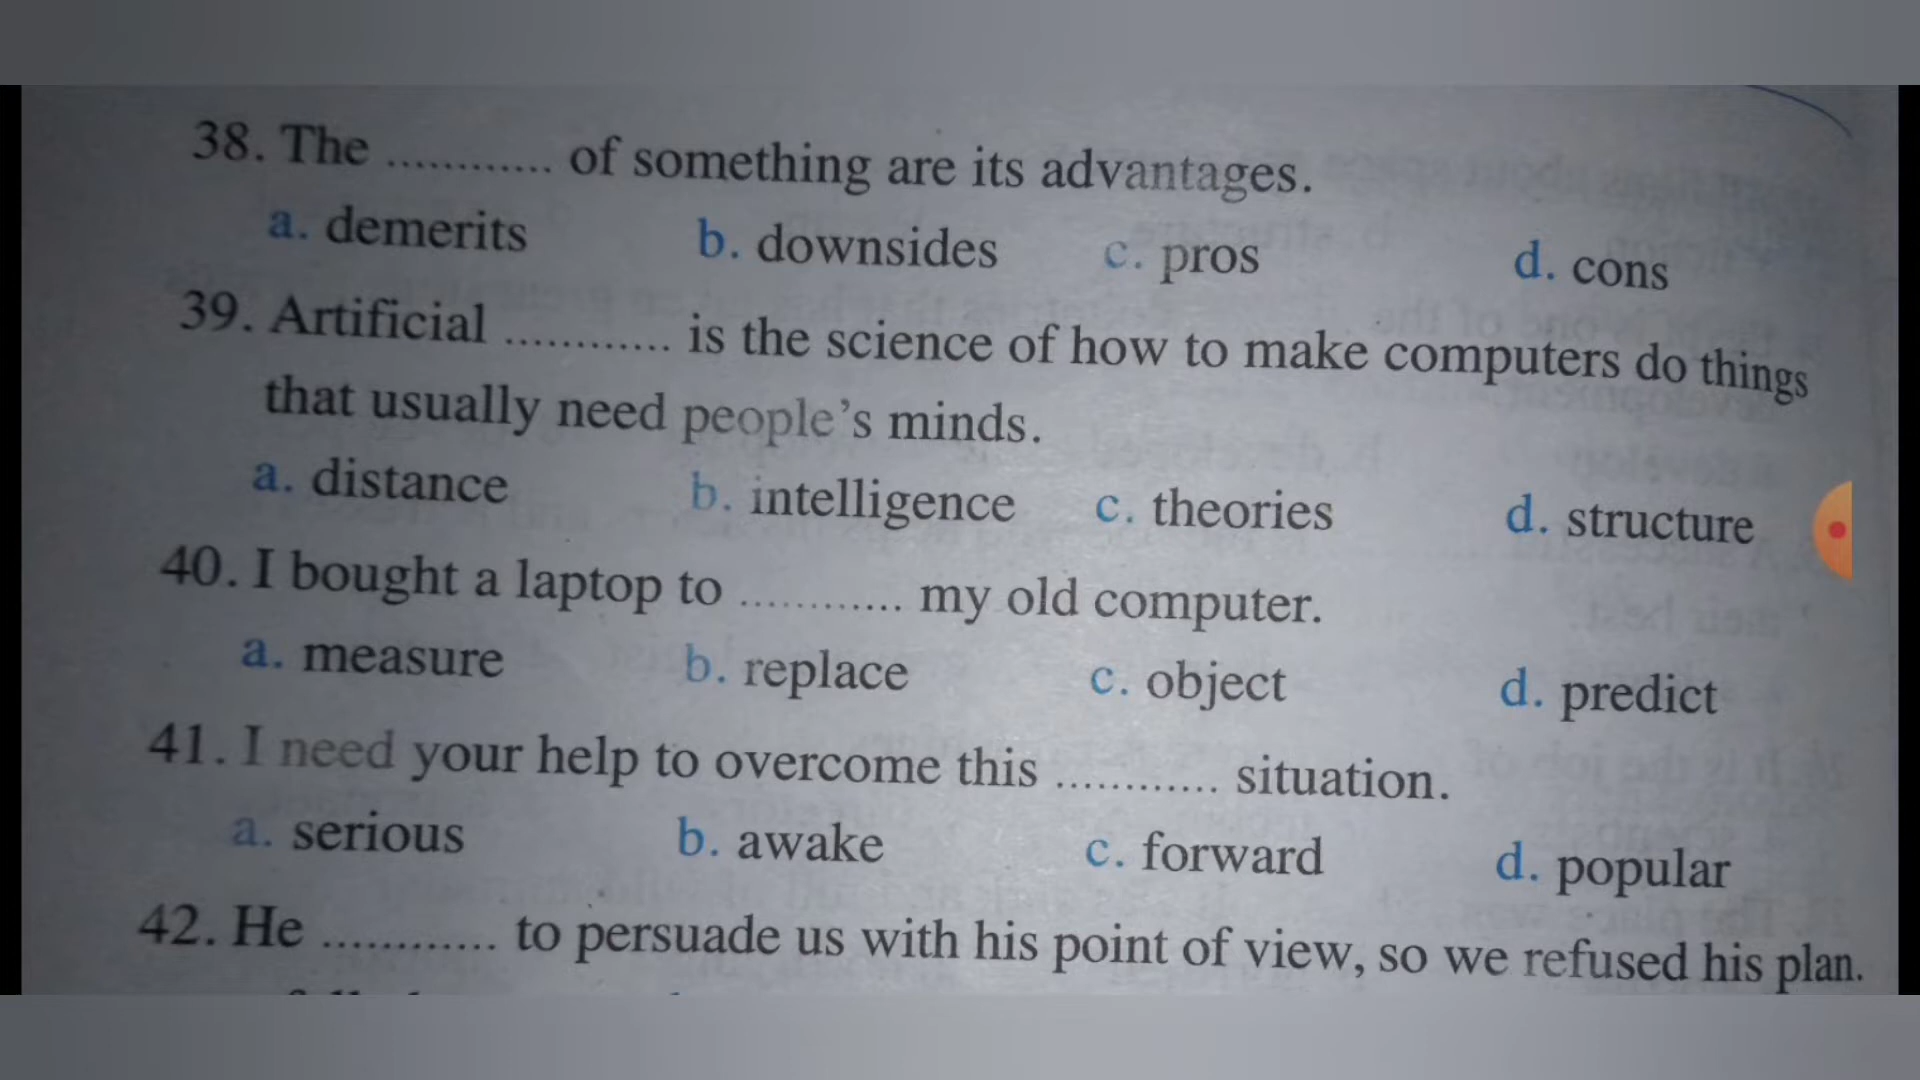 38. The ............ of something are its advantages.
a. demerits b. downsides c. pros d. cons
39. Artificial ............ is the science of how to make computers do things
that usually need people's minds.
a. distance b. intelligence c. theories d. structure
40. I bought a laptop to ............ my old computer.
a. measure b. replace c. object d. predict
41. I need your help to overcome this ............ situation.
a. serious b. awake c. forward d. popular
42. He ............ to persuade us with his point of view, so we refused his plan.